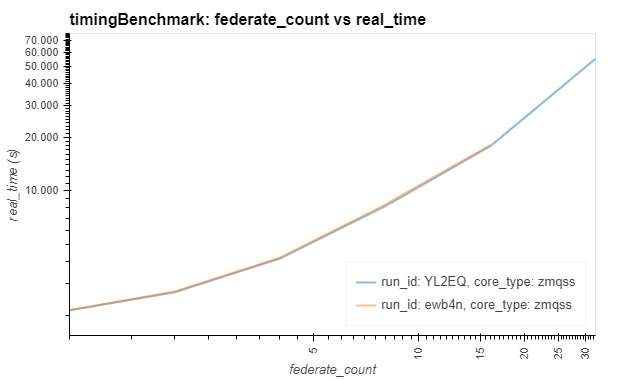 timingBenchmark: federate_count vs real_time
70.000
60.000
50.000
40.000
30.000
20.000
10.000
real_time (s)
run_id: YL2EQ, core_type: zmqss
run_id: ewb4n, core_type: zmqss
5
10
15
20
25
30
federate_count